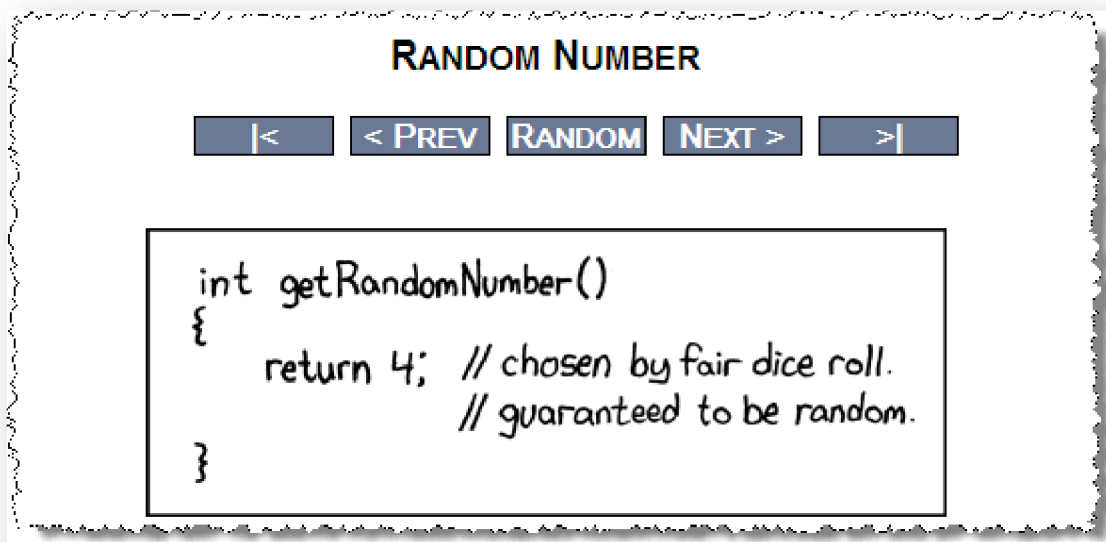 RANDOM NUMBER
|< < PREV RANDOM NEXT > >|
int getRandomNumber()
{
return 4; // chosen by fair dice roll.
// guaranteed to be random.
}